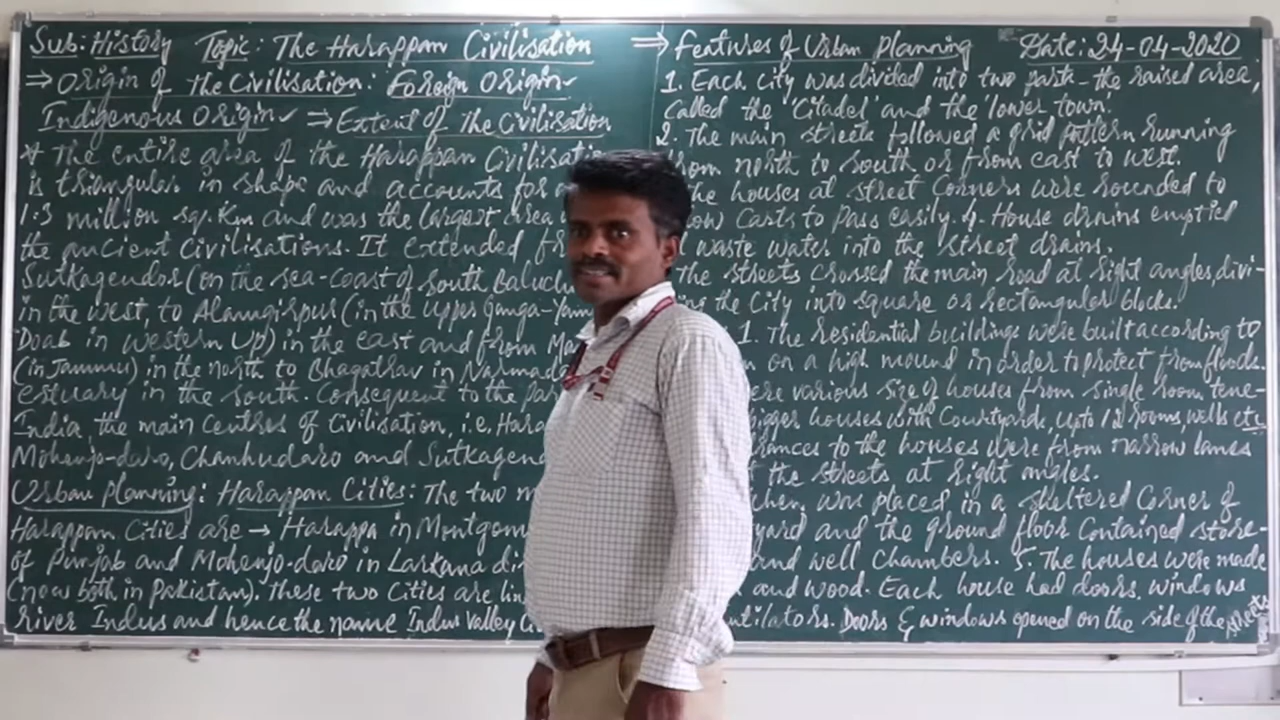 Sub: History Topic: The Harappan Civilisation
⇒ Origin of the Civilisation: Foreign Origin
Indigenous Origin ⇒ Extent of The Civilisation
* The entire area of the Harappan
is triangular in shape and accounts for
1.3 million sq. Km and was the largest area
the ancient civilisations. It extended
Sutkagendor (on the sea-coast of South
in the west, to Alamgirpur (in the upper Ganga-
Doab in Western Up) in the east and from
(in Jammu) in the north to Bhagatrav in
estuary in the south. Consequent to the
India, the main centres of Civilisation, i.e,
Mohenjo-daro, Chanhudaro and
Urban planning: Harappan Cities: The two
Harappan Cities are → Harappa in
of Punjab and Mohenjo-daro in Larkana
(now both in Pakistan). These two Cities are
river Indus and hence the name Indus Valley
⇒ Features of Urban Planning Date: 24-04-2020
1. Each city was divided into two parts - the raised area,
called the 'Citadel' and the 'lower town'.
2. The main streets followed a grid pattern running
from north to south or from east to west.
the houses at street corners were rounded to
carts to pass easily. 4. House drains emptied
waste water into the street drains.
The streets crossed the main road at right angles, divi-
the City into square or rectangular blocks.
1. The residential buildings were built according to
on a high mound in order to protect from floods.
various size of houses from single room tene-
bigger houses with Courtyards, upto 12 rooms, wells etc.
to the houses were from narrow lanes
the streets at right angles.
was placed in a sheltered Corner of
and the ground floor contained store-
and well Chambers. 5. The houses were made
and wood. Each house had doors, windows
Doors & windows opened on the side of the streets